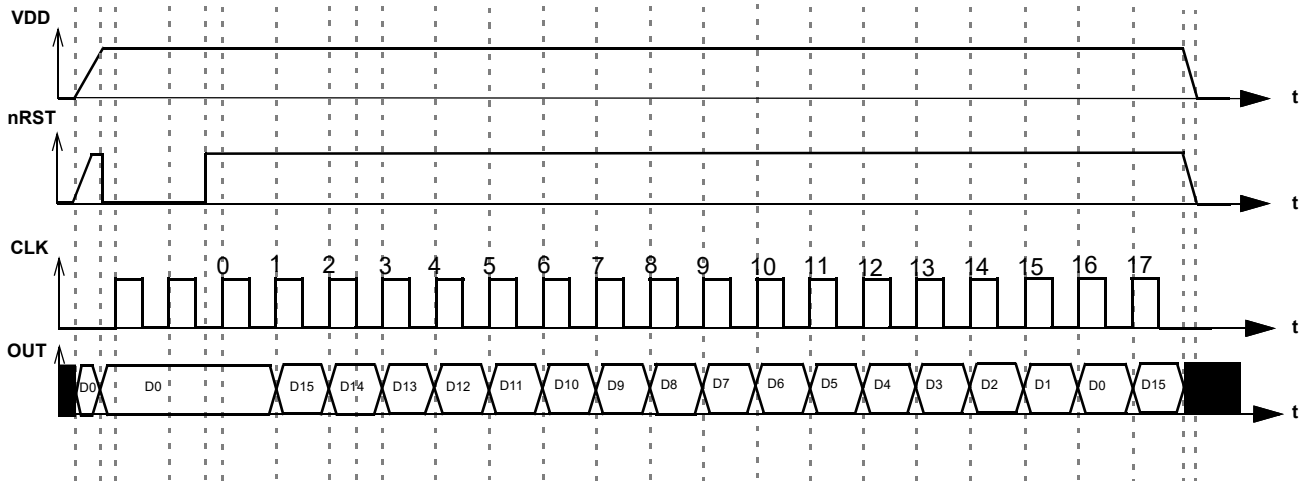 VDD
t
nRST
t
CLK
0 1 2 3 4 5 6 7 8 9 10 11 12 13 14 15 16 17
t
OUT
D0 D0 D15 D14 D13 D12 D11 D10 D9 D8 D7 D6 D5 D4 D3 D2 D1 D0 D15
t